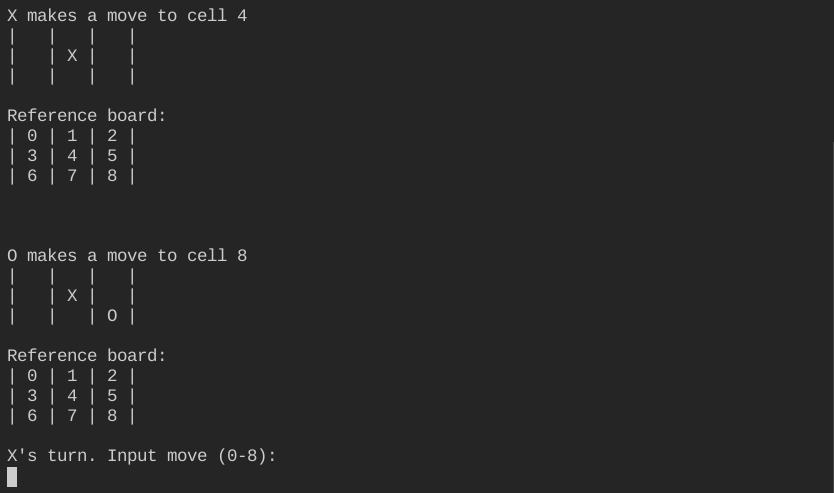 X makes a move to cell 4
|   |   |   |
|   | X |   |
|   |   |   |
Reference board:
| 0 | 1 | 2 |
| 3 | 4 | 5 |
| 6 | 7 | 8 |
O makes a move to cell 8
|   |   |   |
|   | X |   |
|   |   | O |
Reference board:
| 0 | 1 | 2 |
| 3 | 4 | 5 |
| 6 | 7 | 8 |
X's turn. Input move (0-8):